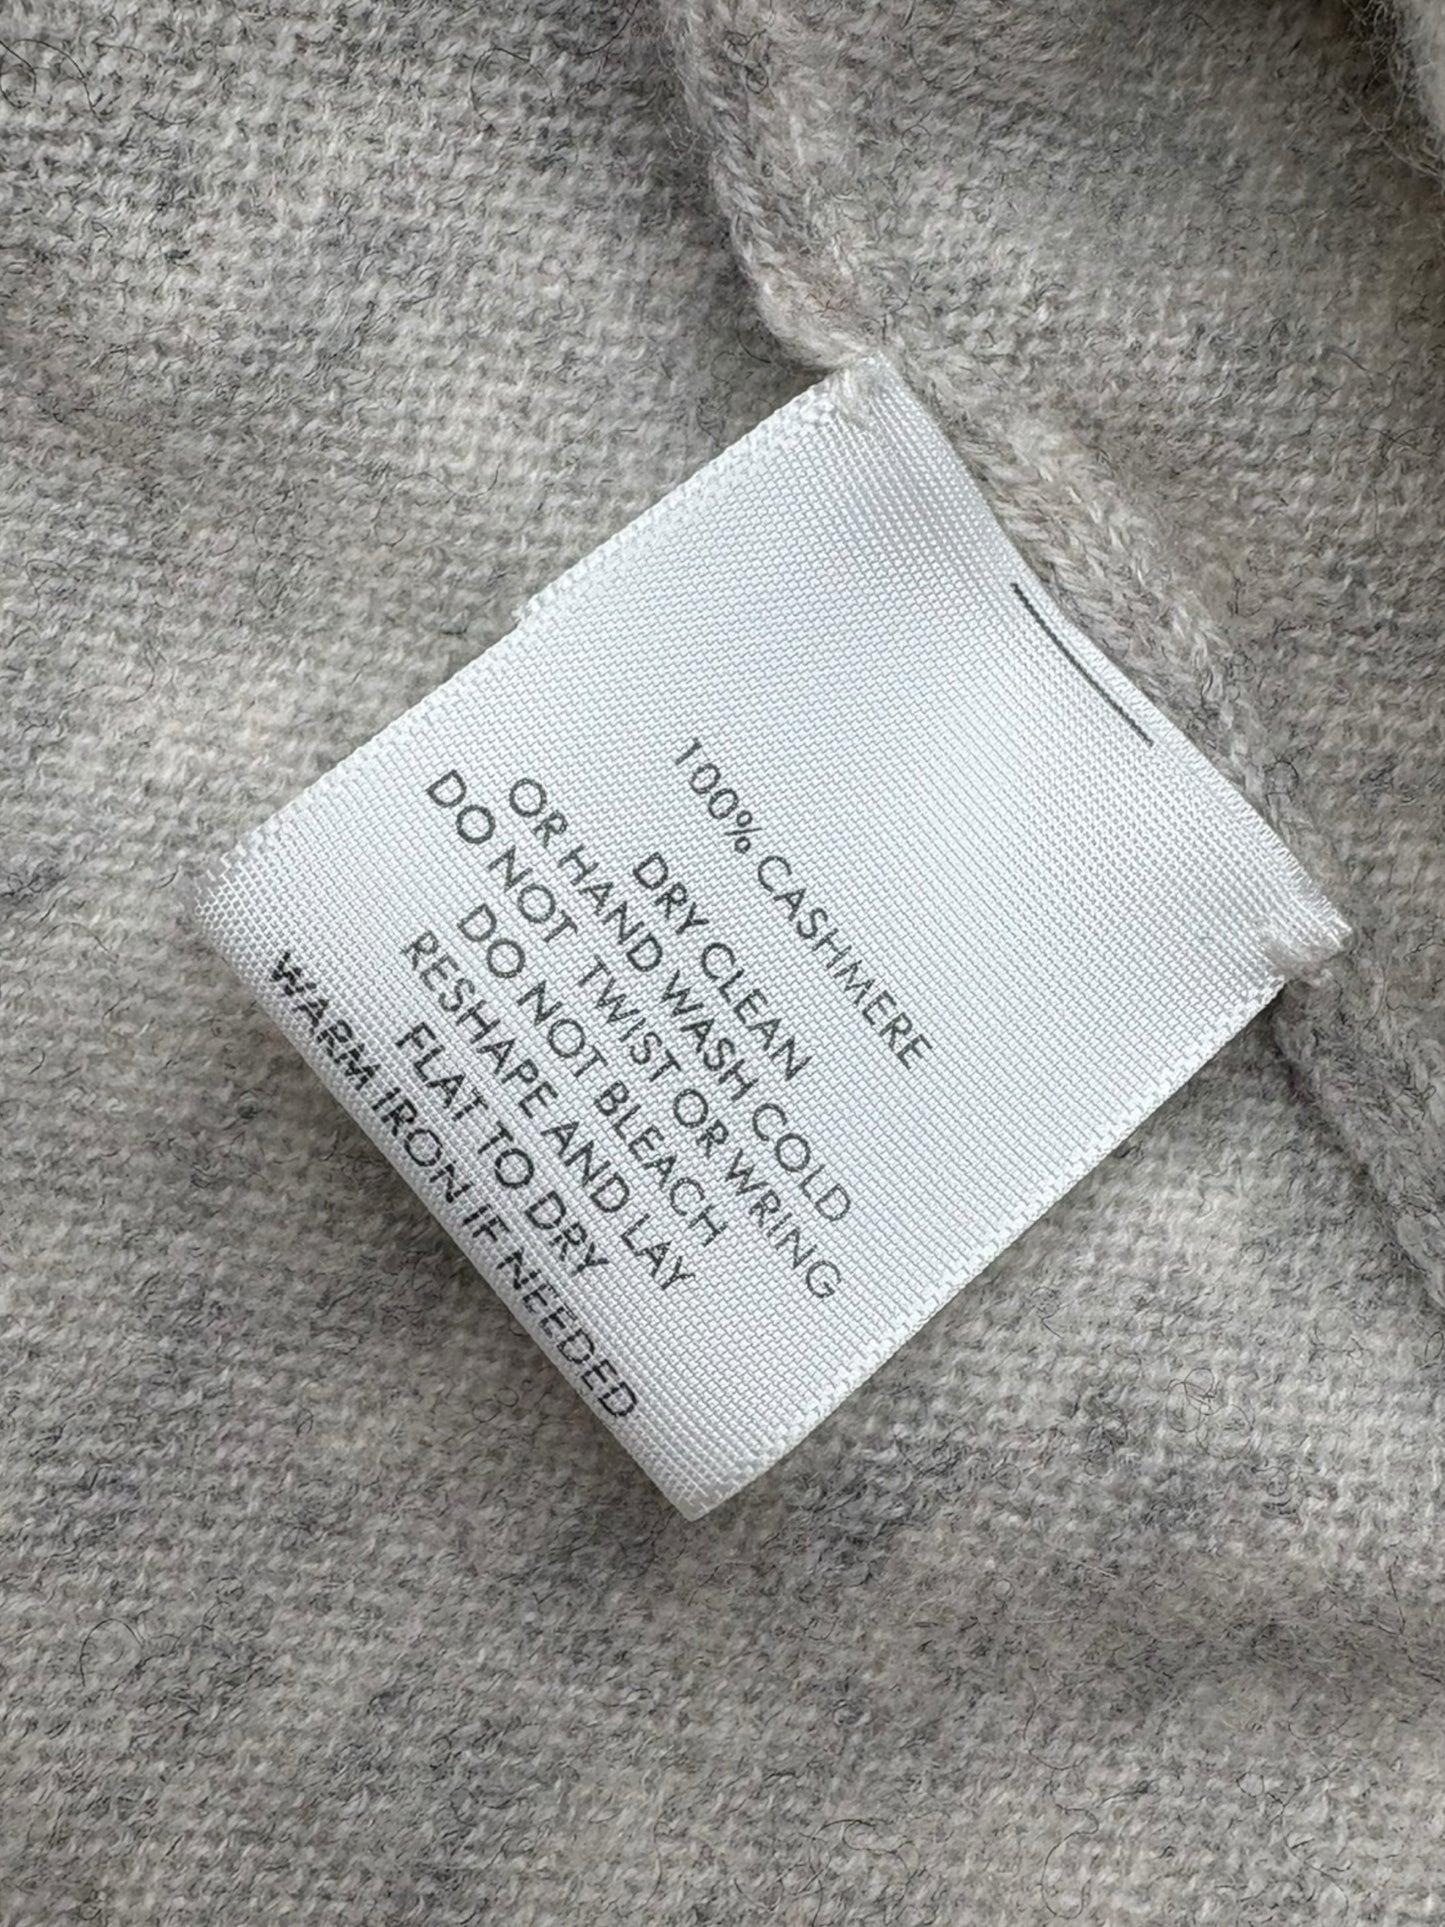 100% CASHMERE
DRY CLEAN
OR HAND WASH COLD
DO NOT TWIST OR WRING
DO NOT BLEACH
RESHAPE AND LAY
FLAT TO DRY
WARM IRON IF NEEDED